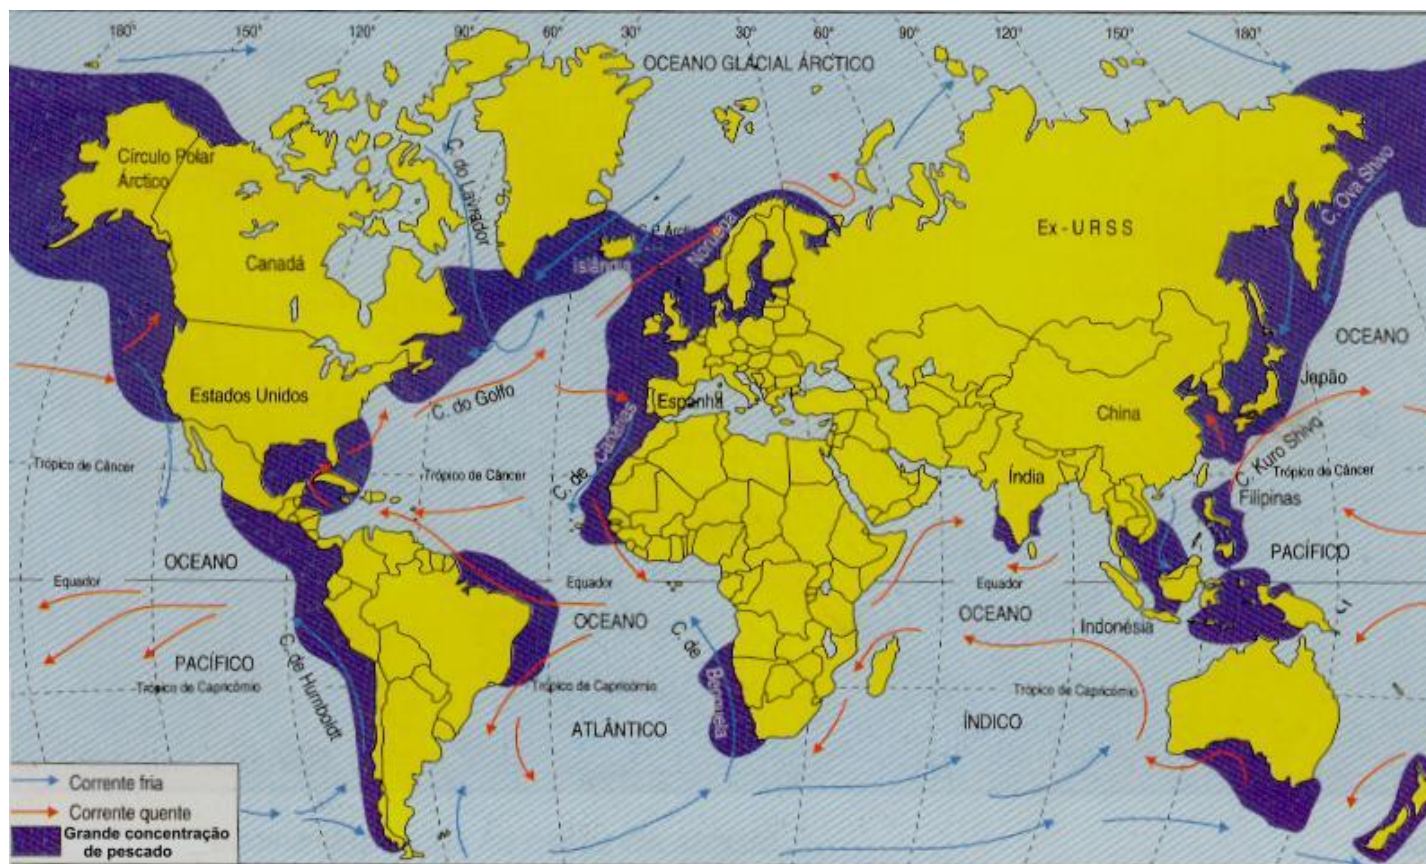 180° 150° 120° 90° 60° 30° 30° 60° 90° 120° 150° 180°
OCEANO GLACIAL ÁRCTICO
Círculo Polar
Árctico
C. do Lavrador
Canadá
Islândia
Noruega
Ex - U R S S
C. Oya Shivo
OCEANO
Estados Unidos
C. do Golfo
Espanha
China
Japão
C. de Canárias
C. Kuro Shivo
Trópico de Câncer
Trópico de Câncer
Índia
Trópico de Câncer
Filipinas
OCEANO
PACÍFICO
Equador
Equador
Equador
OCEANO
OCEANO
Indonésia
C. de Humboldt
C. de Benguela
PACÍFICO
Trópico de Capricórnio
Trópico de Capricórnio
Trópico de Capricórnio
ATLÂNTICO
ÍNDICO
Corrente fria
Corrente quente
Grande concentração
de pescado